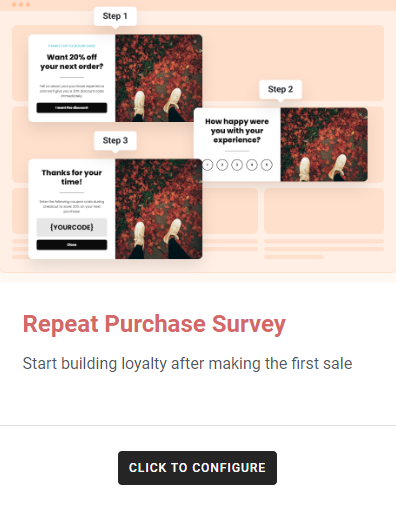 Step 1
THANKS FOR YOUR PURCHASE
Want 20% off
your next order?
Tell us about your purchase experience
and we'll give you a 20% discount code
immediately.
I want the discount
Step 2
How happy were
you with your
experience?
1 2 3 4 5
Step 3
Thanks for your
time!
Enter the following coupon code during
checkout to save 20% on your next
purchase:
{YOURCODE}
Close
Repeat Purchase Survey
Start building loyalty after making the first sale
CLICK TO CONFIGURE